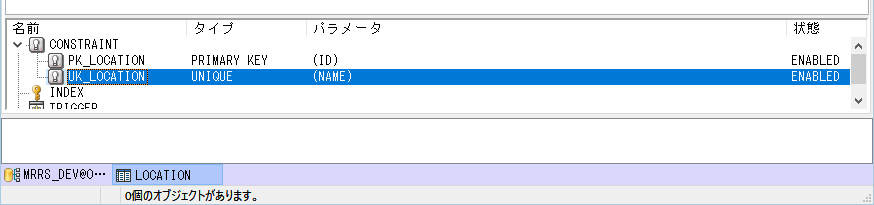 名前 タイプ パラメータ 状態
CONSTRAINT
PK_LOCATION PRIMARY KEY (ID) ENABLED
UK_LOCATION UNIQUE (NAME) ENABLED
INDEX
TRIGGER
MRRS_DEV@O… LOCATION
0個のオブジェクトがあります。